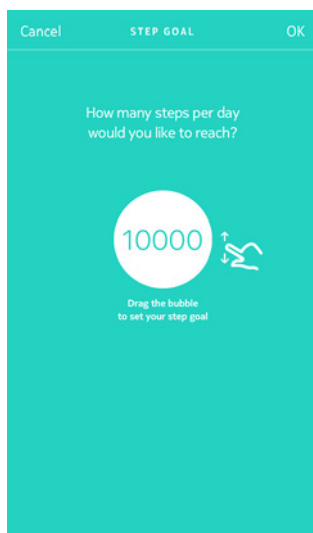 Cancel STEP GOAL OK
How many steps per day
would you like to reach?
10000
Drag the bubble
to set your step goal